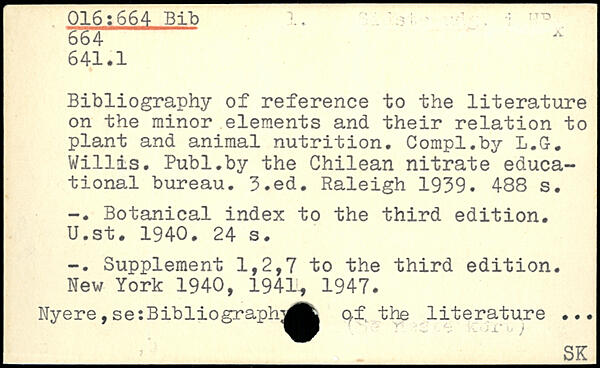 016:664 Bib
664
641.1
Bibliography of reference to the literature
on the minor elements and their relation to
plant and animal nutrition. Compl.by L.G.
Willis. Publ.by the Chilean nitrate educa-
tional bureau. 3.ed. Raleigh 1939. 488 s.
-. Botanical index to the third edition.
U.st. 1940. 24 s.
-. Supplement 1,2,7 to the third edition.
New York 1940, 1941, 1947.
Nyere,se:Bibliography of the literature ...
SK